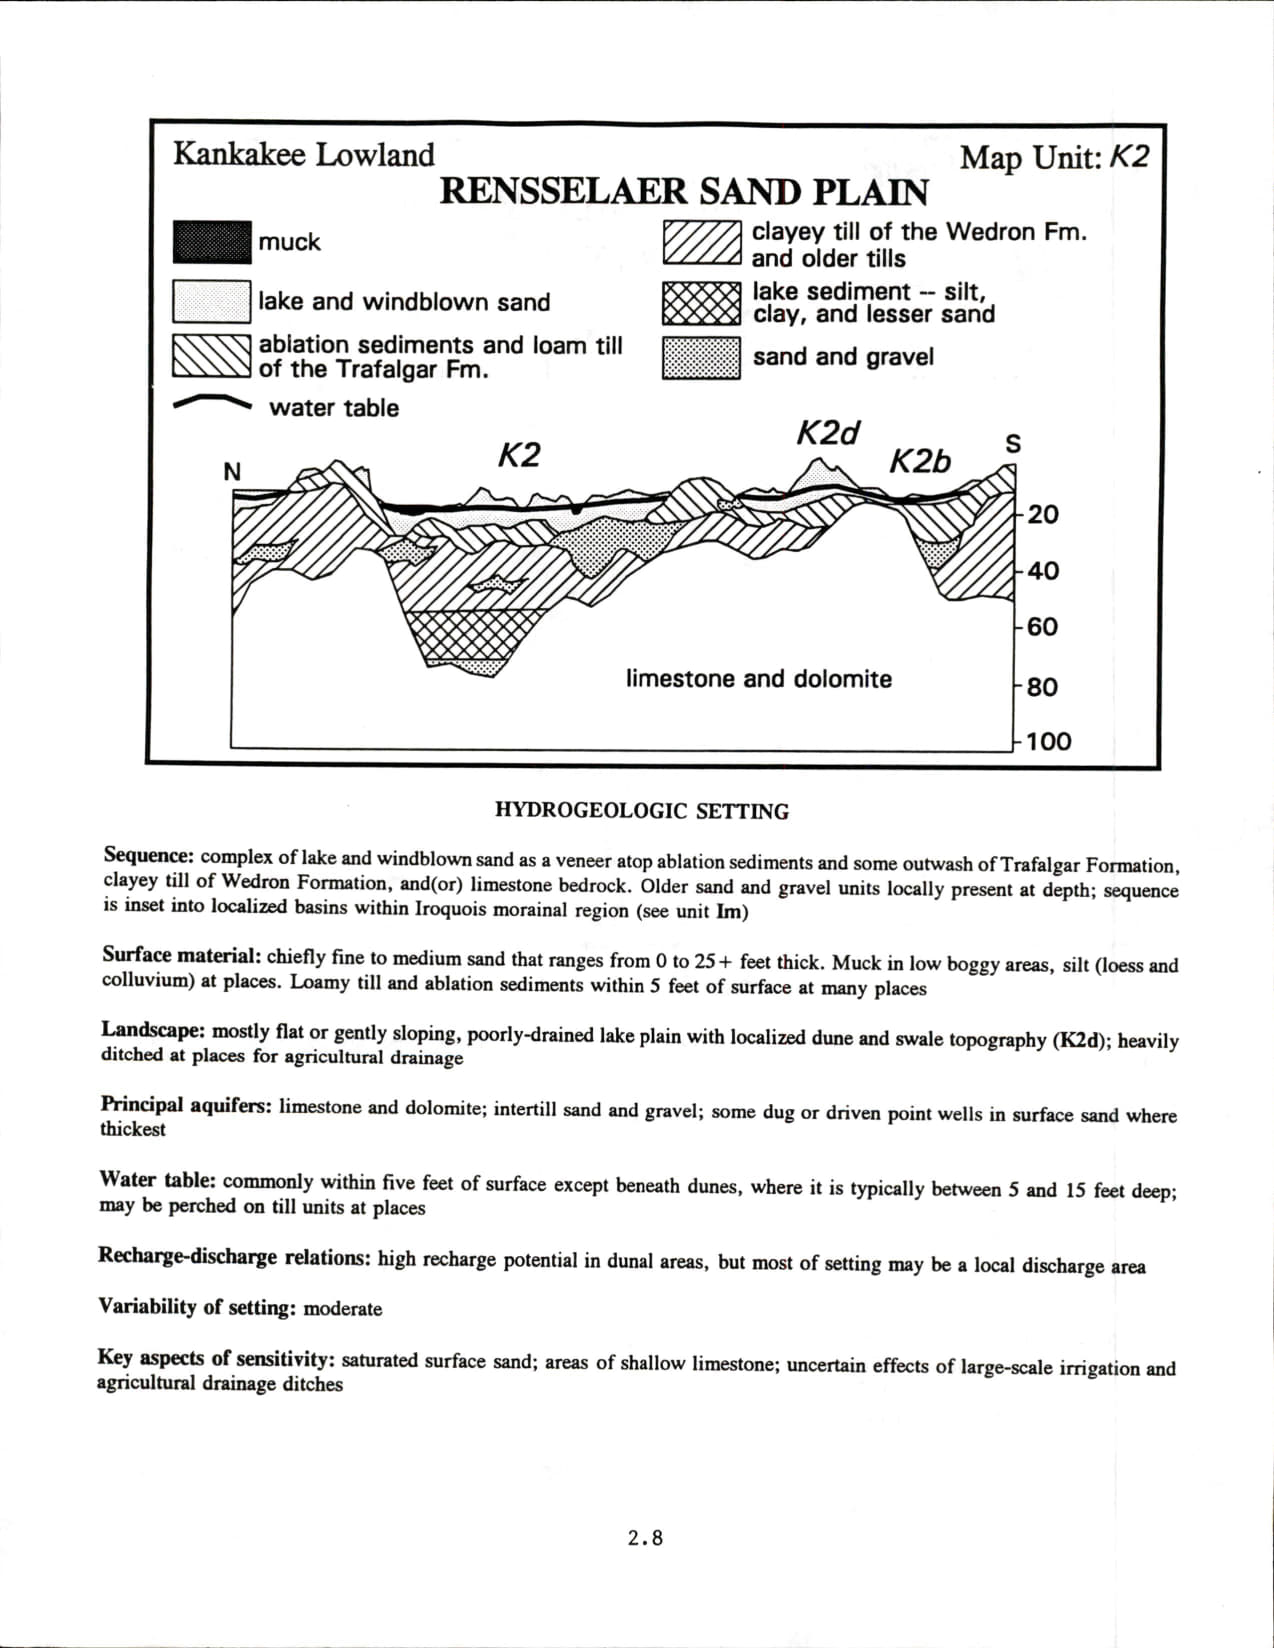 Kankakee Lowland
Map Unit: K2
RENSSELAER SAND PLAIN
muck
lake and windblown sand
ablation sediments and loam till
of the Trafalgar Fm.
water table
clayey till of the Wedron Fm.
and older tills
lake sediment -- silt,
clay, and lesser sand
sand and gravel
N
K2
K2d
K2b
S
20
40
60
80
100
limestone and dolomite
HYDROGEOLOGIC SETTING
Sequence: complex of lake and windblown sand as a veneer atop ablation sediments and some outwash of Trafalgar Formation,
clayey till of Wedron Formation, and(or) limestone bedrock. Older sand and gravel units locally present at depth; sequence
is inset into localized basins within Iroquois morainal region (see unit Im)
Surface material: chiefly fine to medium sand that ranges from 0 to 25+ feet thick. Muck in low boggy areas, silt (loess and
colluvium) at places. Loamy till and ablation sediments within 5 feet of surface at many places
Landscape: mostly flat or gently sloping, poorly-drained lake plain with localized dune and swale topography (K2d); heavily
ditched at places for agricultural drainage
Principal aquifers: limestone and dolomite; intertill sand and gravel; some dug or driven point wells in surface sand where
thickest
Water table: commonly within five feet of surface except beneath dunes, where it is typically between 5 and 15 feet deep;
may be perched on till units at places
Recharge-discharge relations: high recharge potential in dunal areas, but most of setting may be a local discharge area
Variability of setting: moderate
Key aspects of sensitivity: saturated surface sand; areas of shallow limestone; uncertain effects of large-scale irrigation and
agricultural drainage ditches
2.8